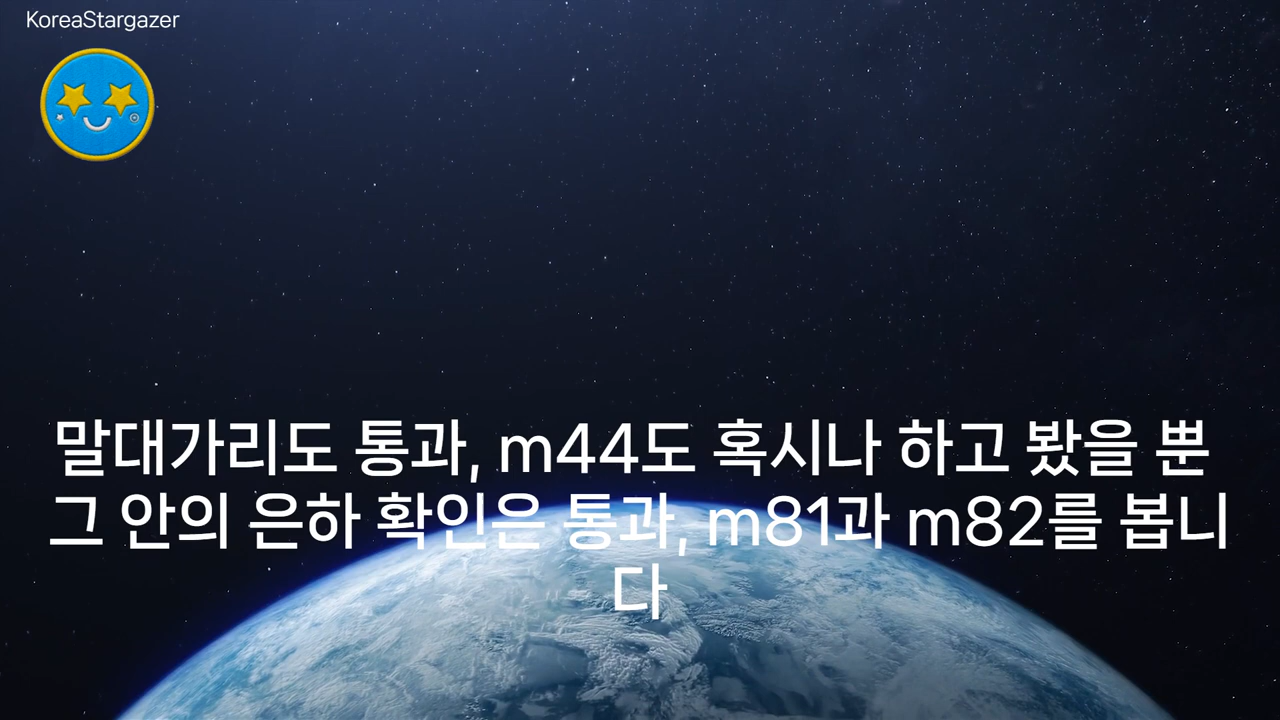 KoreaStargazer
말대가리도 통과, m44도 혹시나 하고 봤을 뿐
그 안의 은하 확인은 통과, m81과 m82를 봅니
다